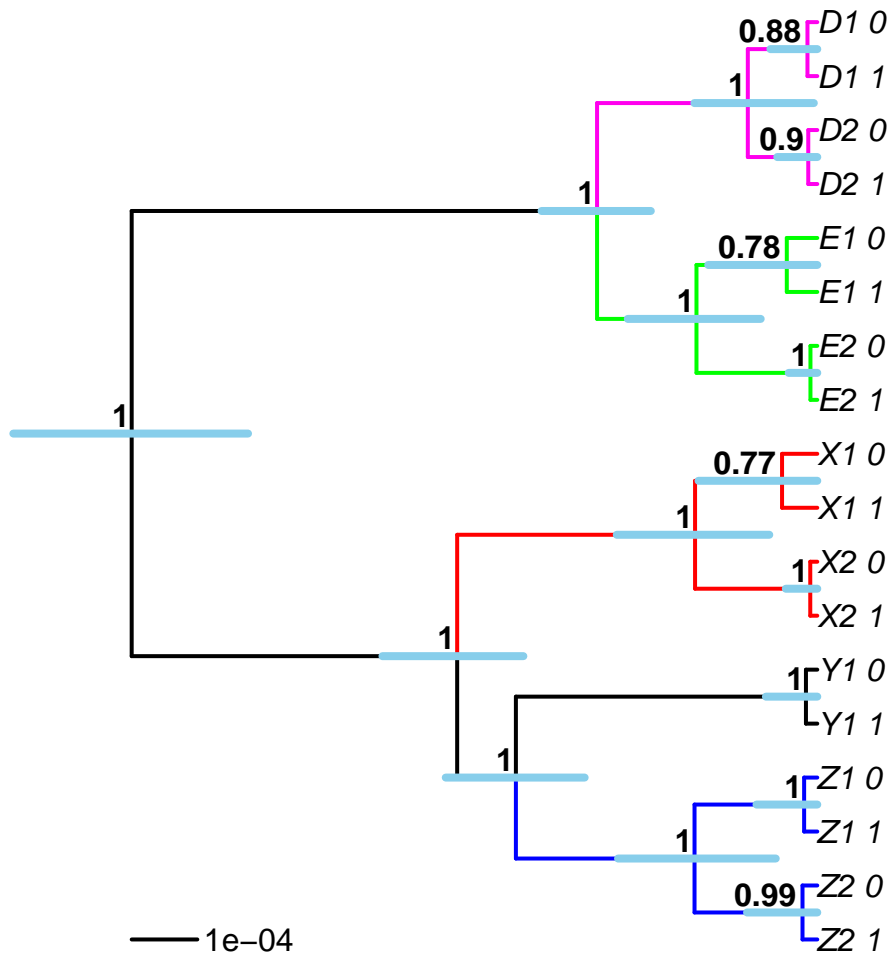 D1 0
0.88
D1 1
1
D2 0
0.9
D2 1
1
E1 0
0.78
E1 1
1
E2 0
1
E2 1
1
X1 0
0.77
X1 1
1
X2 0
1
X2 1
1
Y1 0
1
Y1 1
1
Z1 0
1
Z1 1
1
Z2 0
0.99
Z2 1
1e−04